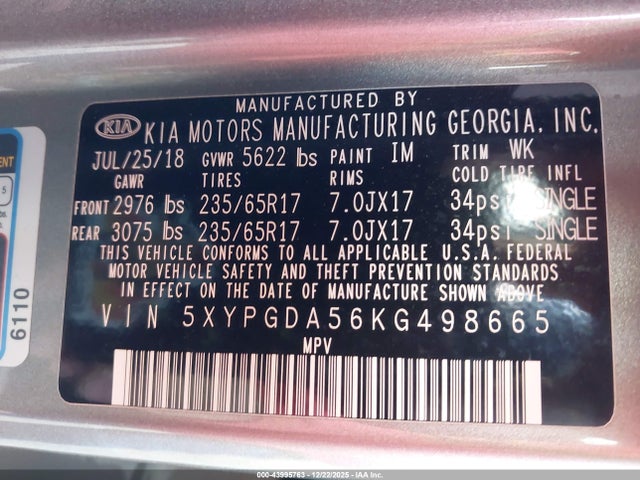 MANUFACTURED BY
KIA KIA MOTORS MANUFACTURING GEORGIA, INC.
JUL/25/18 GVWR 5622 lbs PAINT IM TRIM WK
GAWR TIRES RIMS COLD TIRE INFL
FRONT 2976 lbs 235/65R17 7.0JX17 34psi SINGLE
REAR 3075 lbs 235/65R17 7.0JX17 34psi SINGLE
THIS VEHICLE CONFORMS TO ALL APPLICABLE U.S.A. FEDERAL
MOTOR VEHICLE SAFETY AND THEFT PREVENTION STANDARDS
IN EFFECT ON THE DATE OF MANUFACTURE SHOWN ABOVE
VIN 5XYPGDA56KG498665
MPV
5
6110
000-43995763 - 12/22/2025 - IAA Inc.